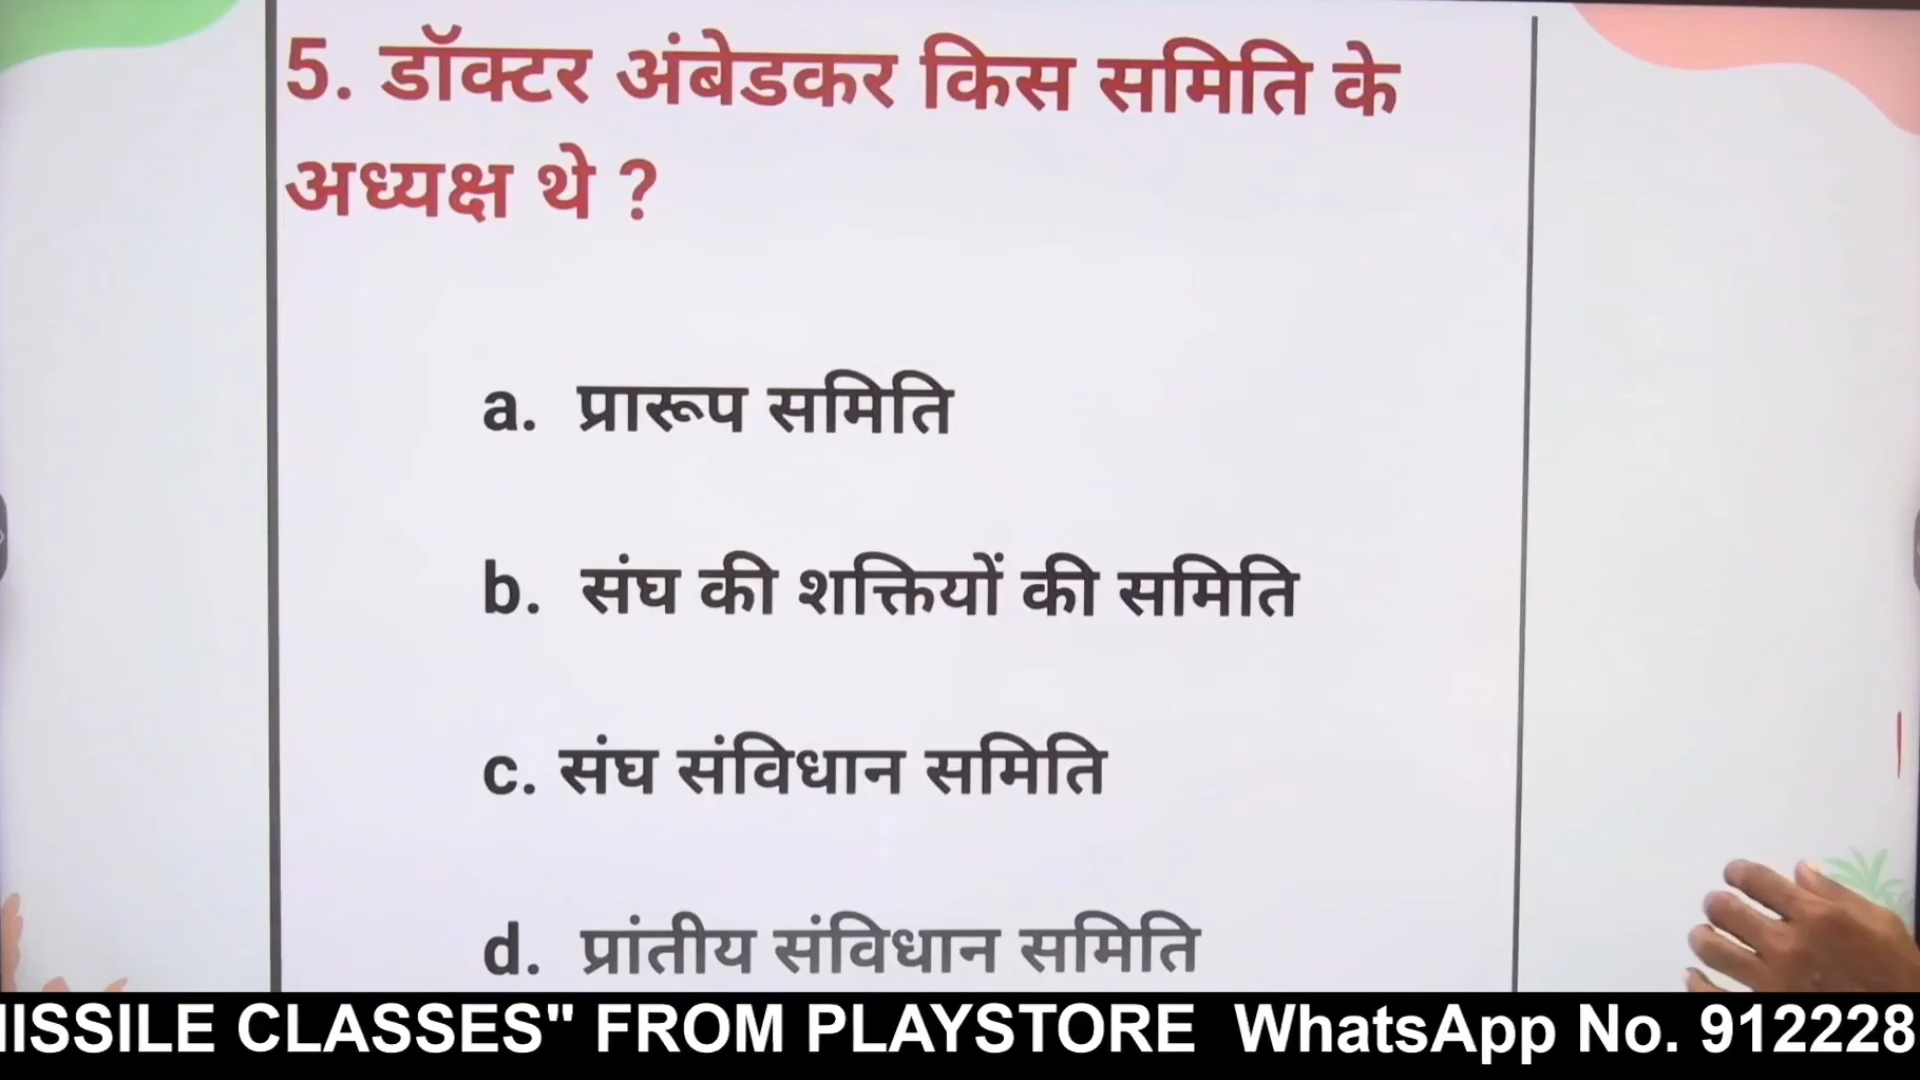 5. डॉक्टर अंबेडकर किस समिति के
अध्यक्ष थे ?
a. प्रारूप समिति
b. संघ की शक्तियों की समिति
c. संघ संविधान समिति
d. प्रांतीय संविधान समिति
ISSILE CLASSES" FROM PLAYSTORE WhatsApp No. 912228